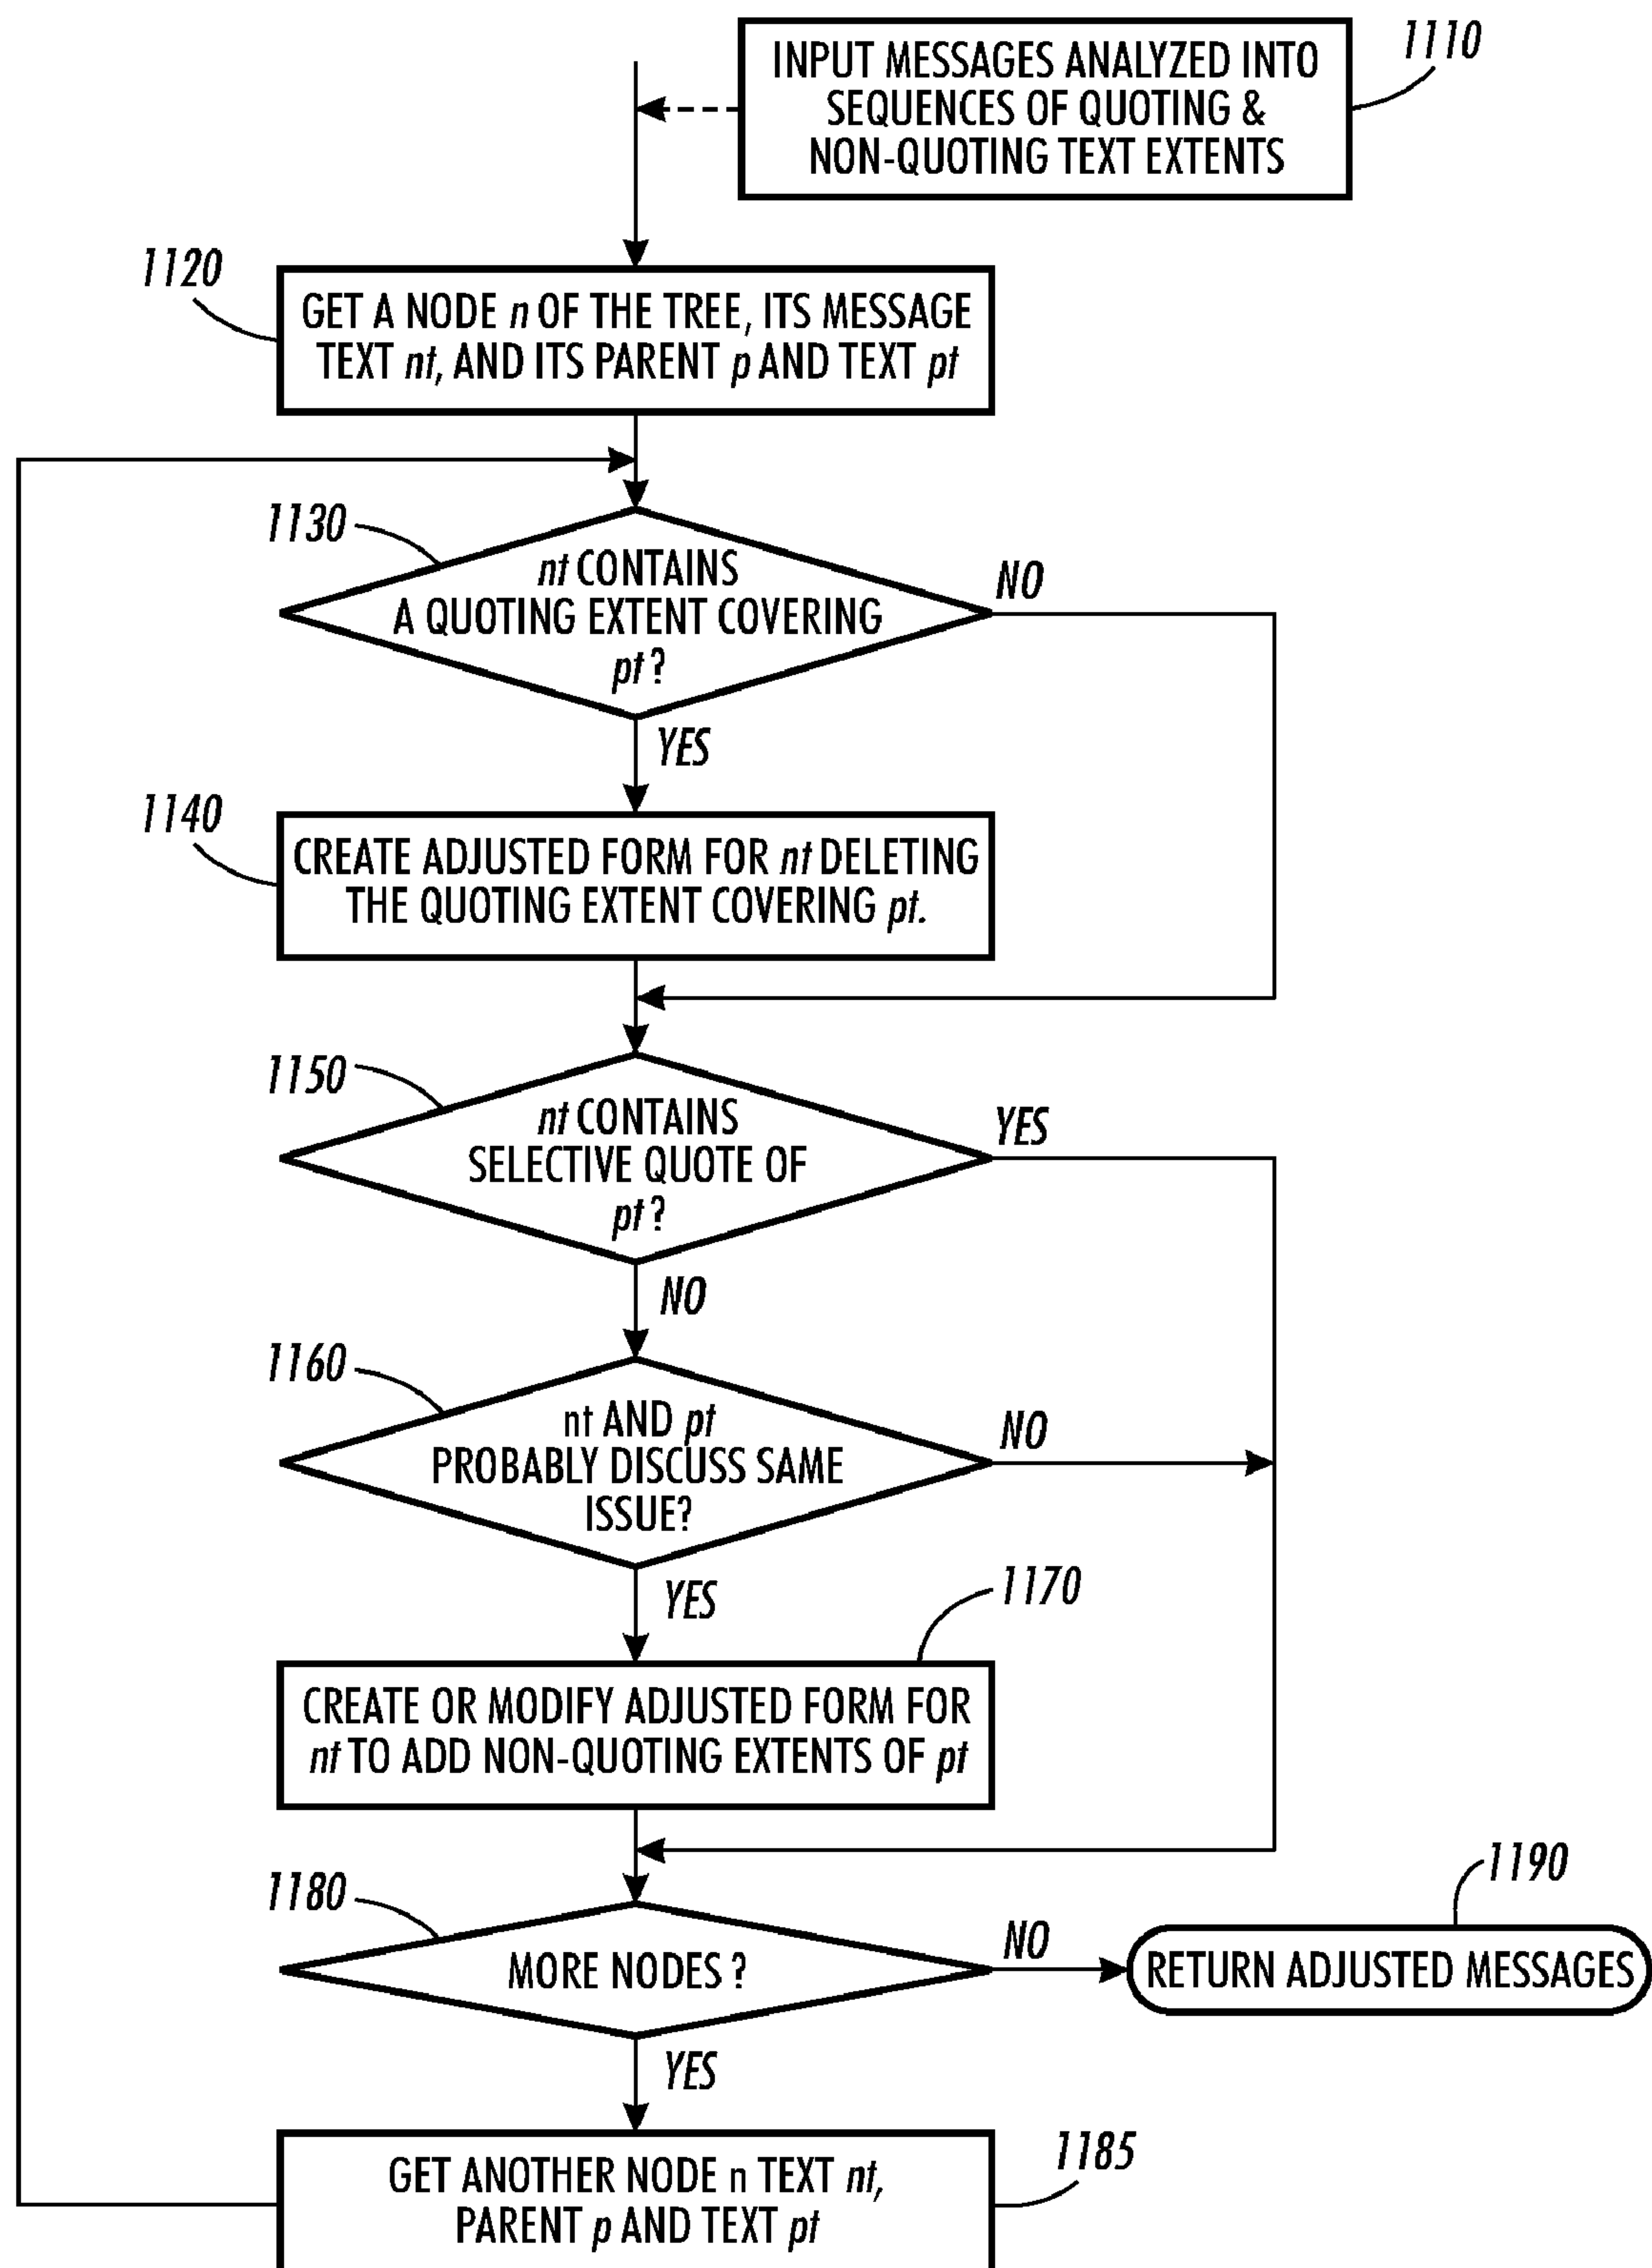 1110
INPUT MESSAGES ANALYZED INTO
SEQUENCES OF QUOTING &
NON-QUOTING TEXT EXTENTS
1120
GET A NODE n OF THE TREE, ITS MESSAGE
TEXT nt, AND ITS PARENT p AND TEXT pt
1130
nt CONTAINS
A QUOTING EXTENT COVERING
pt?
NO
YES
1140
CREATE ADJUSTED FORM FOR nt DELETING
THE QUOTING EXTENT COVERING pt.
1150
nt CONTAINS
SELECTIVE QUOTE OF
pt?
YES
NO
1160
nt AND pt
PROBABLY DISCUSS SAME
ISSUE?
NO
YES
1170
CREATE OR MODIFY ADJUSTED FORM FOR
nt TO ADD NON-QUOTING EXTENTS OF pt
1180
MORE NODES ?
NO
1190
RETURN ADJUSTED MESSAGES
YES
1185
GET ANOTHER NODE n TEXT nt,
PARENT p AND TEXT pt